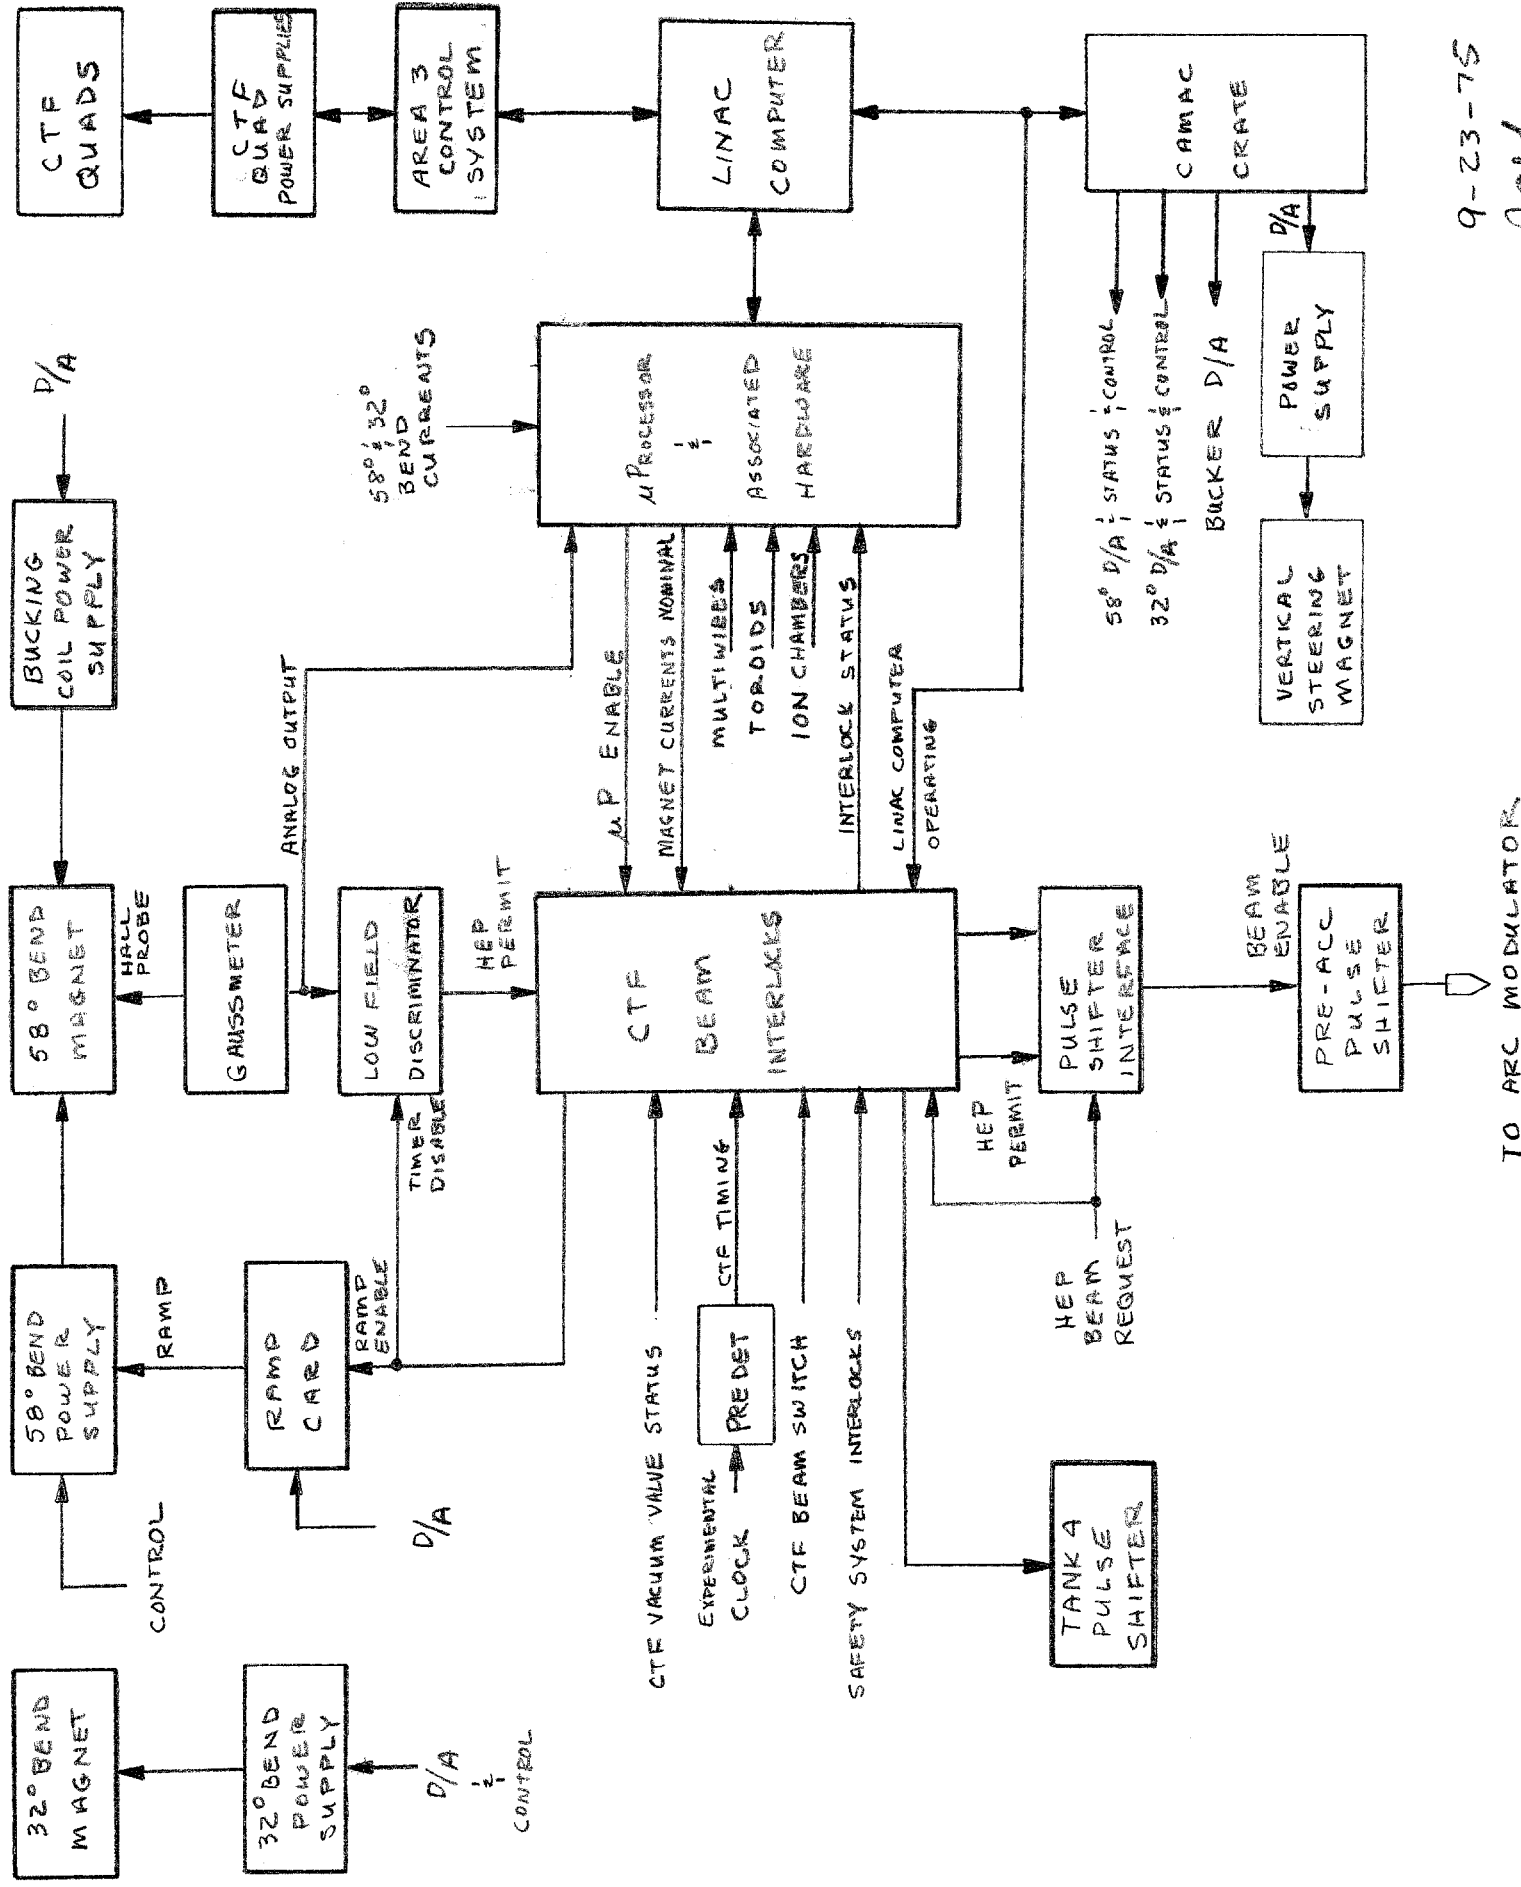 32° BEND
MAGNET
32° BEND
POWER
SUPPLY
D/A
&
CONTROL
58° BEND
POWER
SUPPLY
CONTROL
RAMP
RAMP
CARD
D/A
RAMP
ENABLE
TIMER
DISABLE
58° BEND
MAGNET
HALL
PROBE
GAUSSMETER
LOW FIELD
DISCRIMINATOR
HEP
PERMIT
ANALOG OUTPUT
BUCKING
COIL POWER
SUPPLY
D/A
CTF
QUADS
CTF
QUAD
POWER SUPPLIES
AREA 3
CONTROL
SYSTEM
LINAC
COMPUTER
58° & 32°
BEND
CURRENTS
µPROCESSOR
&
ASSOCIATED
HARDWARE
µP ENABLE
MAGNET CURRENTS NOMINAL
MULTIWIRES
TOROIDS
ION CHAMBERS
INTERLOCK STATUS
LINAC COMPUTER
OPERATING
CTF
BEAM
INTERLOCKS
CTF VACUUM VALVE STATUS
CTF TIMING
PREDET
EXPERIMENTAL
CLOCK
CTF BEAM SWITCH
SAFETY SYSTEM INTERLOCKS
TANK 4
PULSE
SHIFTER
HEP
PERMIT
HEP
BEAM
REQUEST
PULSE
SHIFTER
INTERFACE
BEAM
ENABLE
PRE-ACC
PULSE
SHIFTER
TO ARC MODULATOR
CAMAC
CRATE
58° D/A & STATUS & CONTROL
32° D/A & STATUS & CONTROL
BUCKER D/A
D/A
POWER
SUPPLY
VERTICAL
STEERING
MAGNET
9-23-75